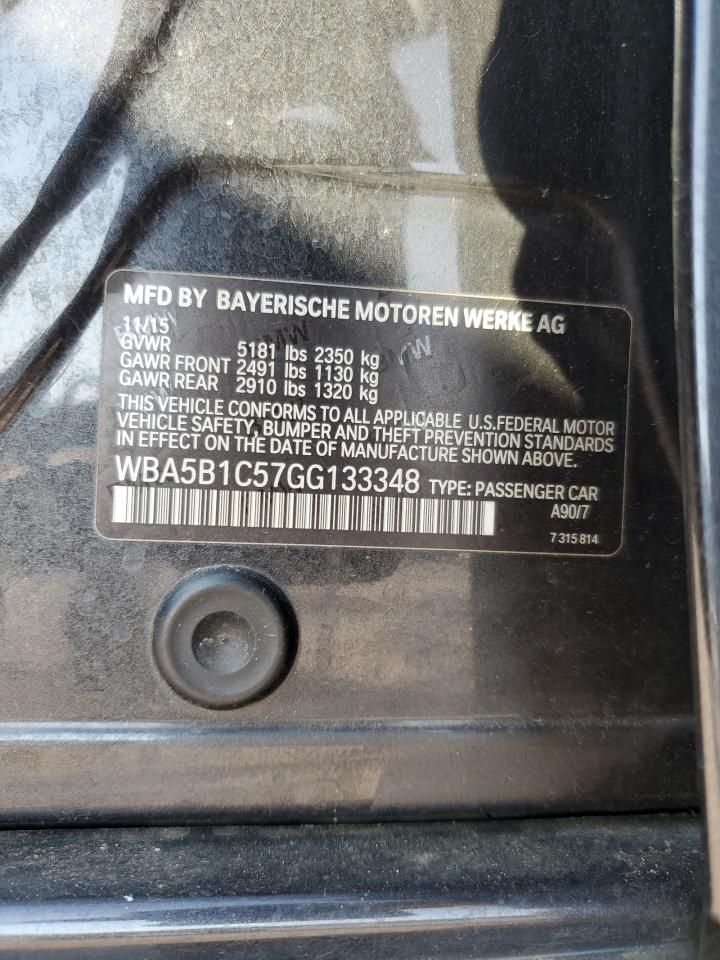 MFD BY BAYERISCHE MOTOREN WERKE AG
11/15
GVWR 5181 lbs 2350 kg
GAWR FRONT 2491 lbs 1130 kg
GAWR REAR 2910 lbs 1320 kg
THIS VEHICLE CONFORMS TO ALL APPLICABLE U.S.FEDERAL MOTOR
VEHICLE SAFETY, BUMPER AND THEFT PREVENTION STANDARDS
IN EFFECT ON THE DATE OF MANUFACTURE SHOWN ABOVE.
WBA5B1C57GG133348 TYPE: PASSENGER CAR
A90/7
7 315 814